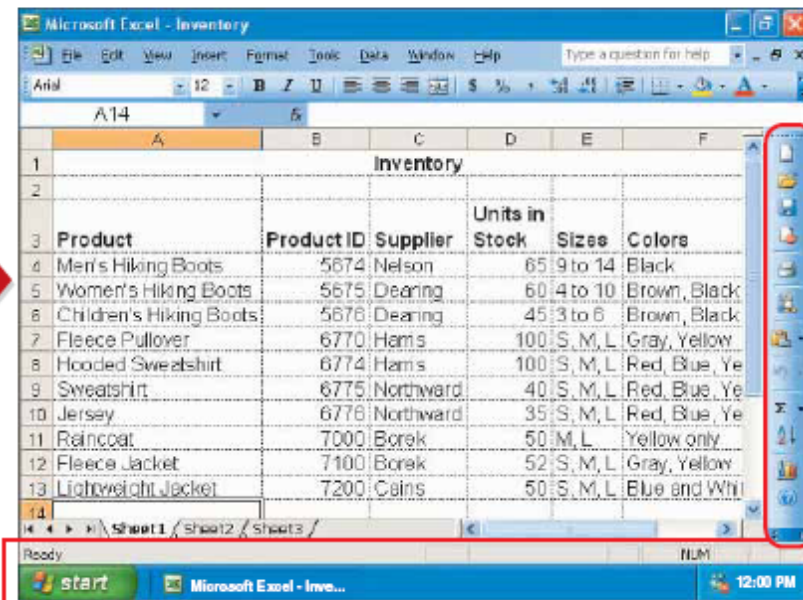 Microsoft Excel - Inventory
File Edit View Insert Format Tools Data Window Help Type a question for help
Arial 12 B I U $ % ,
A14 fx
A B C D E F
1 Inventory
2
Units in
3 Product Product ID Supplier Stock Sizes Colors
4 Men's Hiking Boots 5674 Nelson 65 9 to 14 Black
5 Women's Hiking Boots 5675 Dearing 60 4 to 10 Brown, Black
6 Children's Hiking Boots 5676 Dearing 45 3 to 6 Brown, Black
7 Fleece Pullover 6770 Harris 100 S, M, L Gray, Yellow
8 Hooded Sweatshirt 6774 Harris 100 S, M, L Red, Blue, Ye
9 Sweatshirt 6775 Northward 40 S, M, L Red, Blue, Ye
10 Jersey 6776 Northward 35 S, M, L Red, Blue, Ye
11 Raincoat 7000 Borek 50 M, L Yellow only
12 Fleece Jacket 7100 Borek 52 S, M, L Gray, Yellow
13 Lightweight Jacket 7200 Cains 50 S, M, L Blue and Whi
14
Sheet1 Sheet2 Sheet3
Ready NUM
start Microsoft Excel - Inve... 12:00 PM